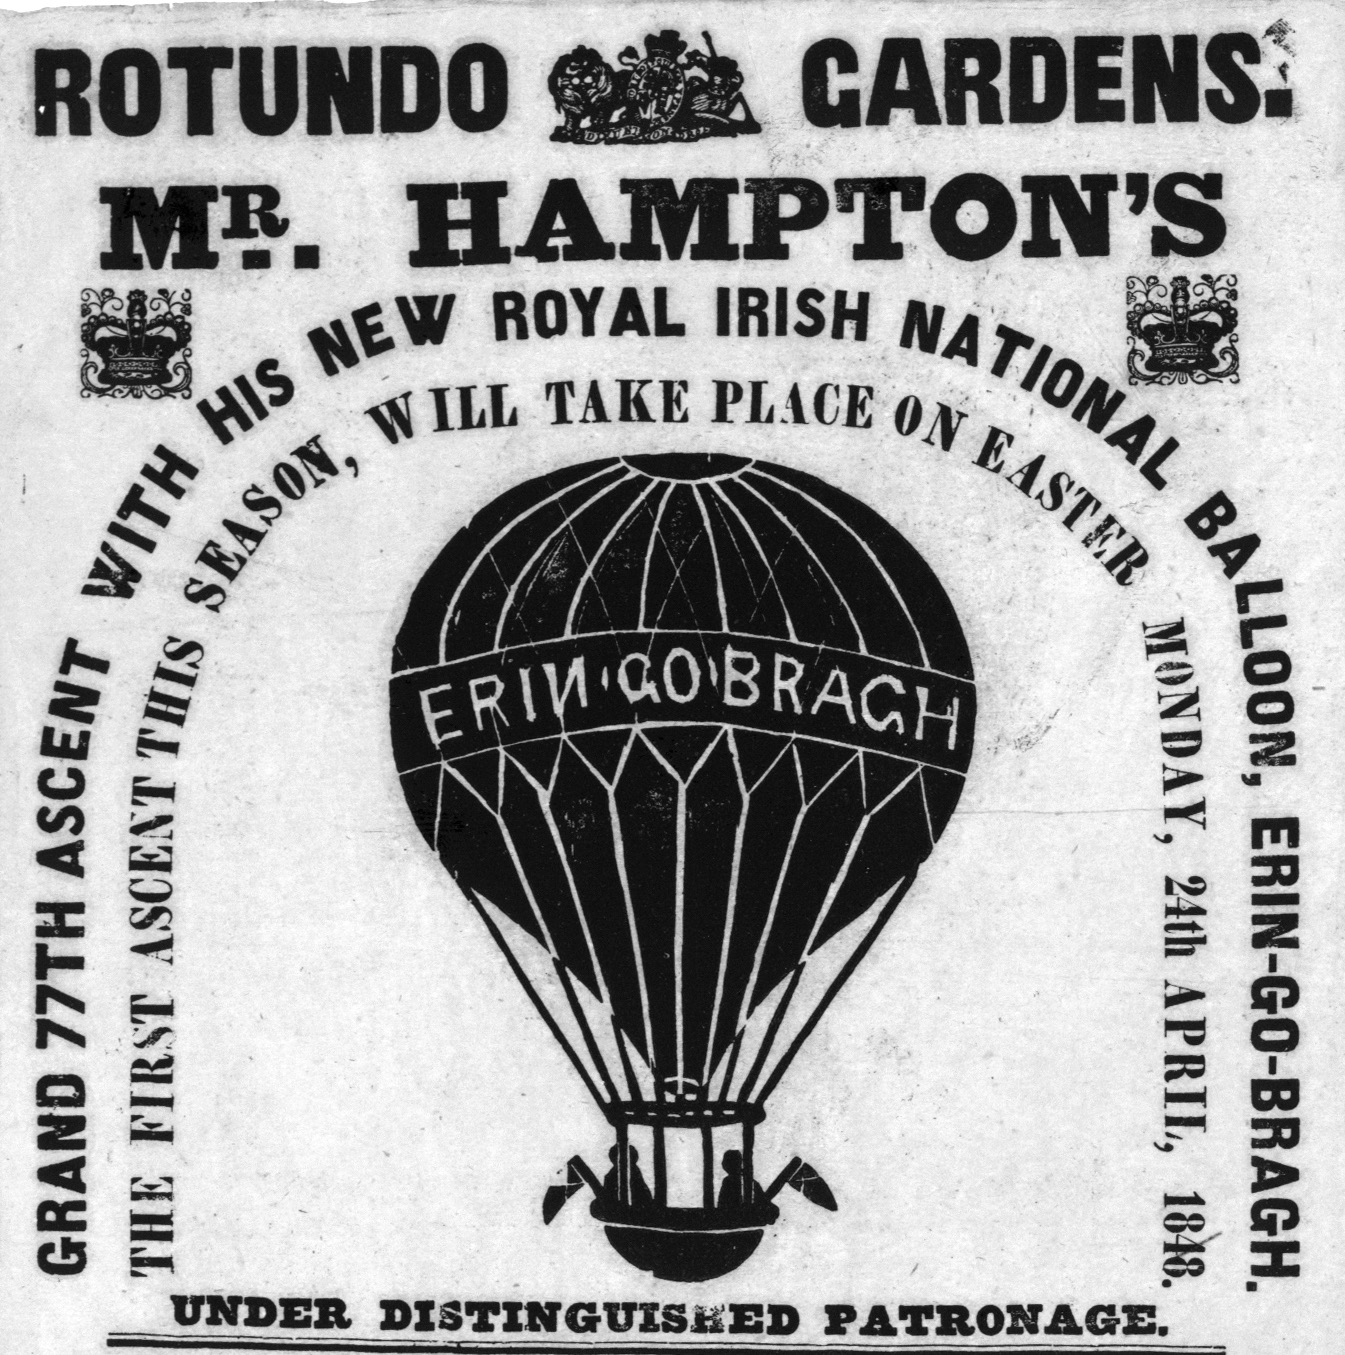 ROTUNDO GARDENS.
MR. HAMPTON'S
GRAND 77TH ASCENT WITH HIS NEW ROYAL IRISH NATIONAL BALLOON, ERIN-GO-BRAGH.
THE FIRST ASCENT THIS SEASON, WILL TAKE PLACE ON EASTER MONDAY, 24th APRIL, 1848.
ERIN GO BRAGH
UNDER DISTINGUISHED PATRONAGE.